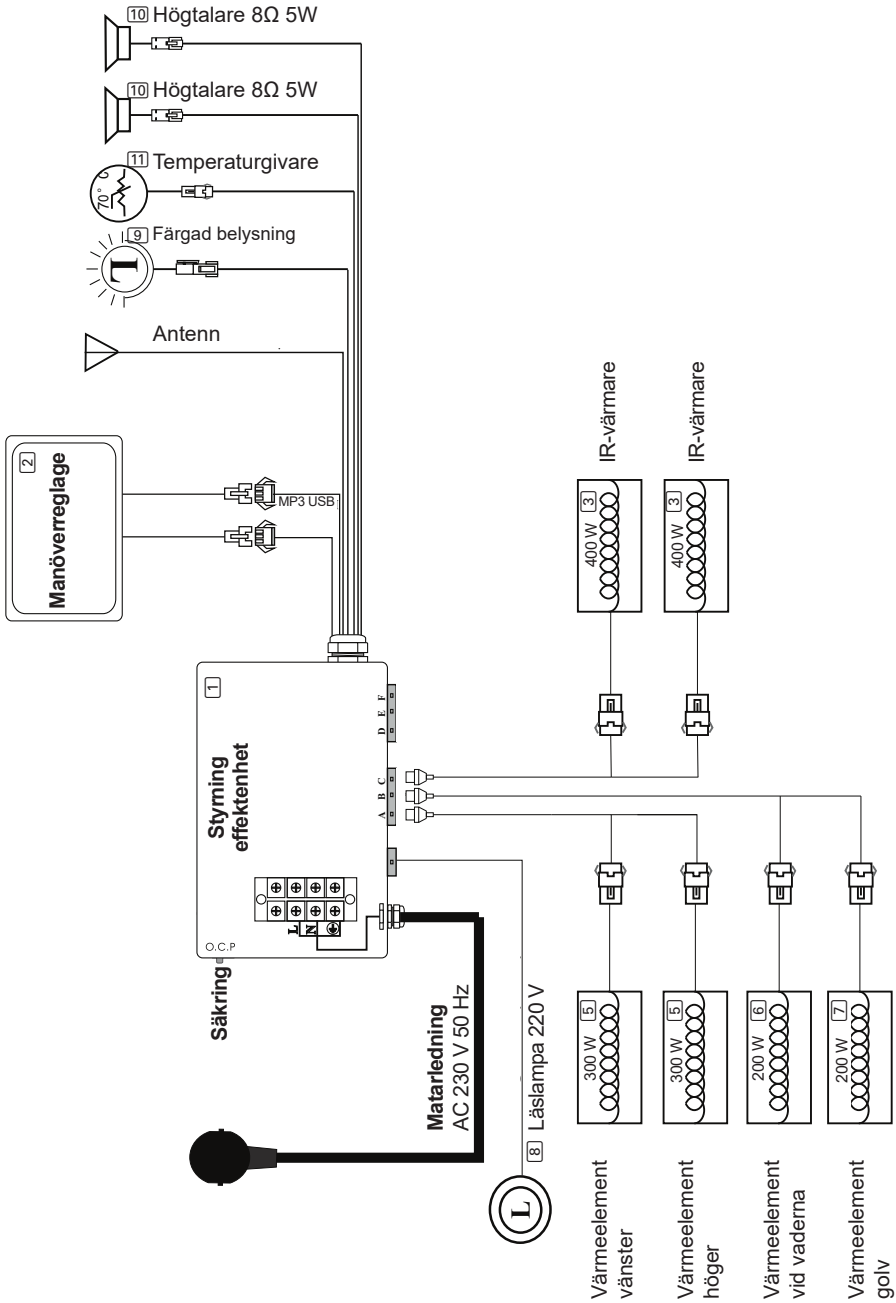 10 Högtalare 8Ω 5W
10 Högtalare 8Ω 5W
70° C
11 Temperaturgivare
L
9 Färgad belysning
Antenn
2
Manöverreglage
MP3 USB
1
Styrning
effektenhet
A B C
D E F
L
N
O.C.P
Säkring
Matarledning
AC 230 V 50 Hz
L
8 Läslampa 220 V
3
400 W
IR-värmare
3
400 W
IR-värmare
5
300 W
Värmeelement
vänster
5
300 W
Värmeelement
höger
6
200 W
Värmeelement
vid vaderna
7
200 W
Värmeelement
golv